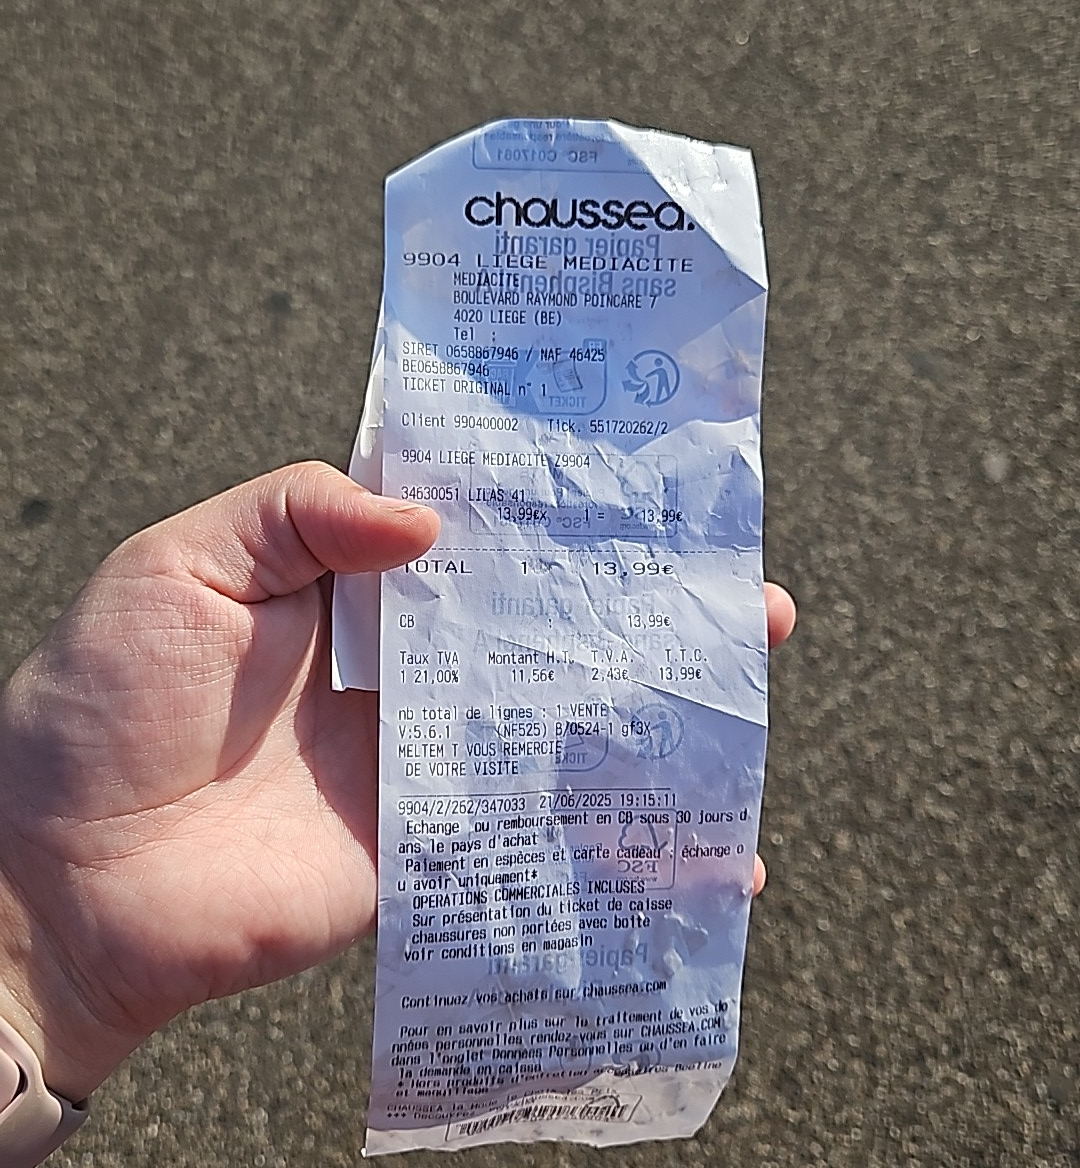 chaussea.
9904 LIEGE MEDIACITE
MEDIACITE
BOULEVARD RAYMOND POINCARE 7
4020 LIEGE (BE)
Tel :
SIRET 0658867946 / NAF 46425
BE0658867946
TICKET ORIGINAL n° 1
Client 990400002 Tick. 551720262/2
9904 LIEGE MEDIACITE Z9904
34630051 LILAS 41
13,99€x 1 = 13,99€
TOTAL 1 13,99€
CB : 13,99€
Taux TVA Montant H.T. T.V.A. T.T.C.
1 21,00% 11,56€ 2,43€ 13,99€
nb total de lignes : 1 VENTE
V:5.6.1 (NF525) B/0524-1 gf3X
MELTEM T VOUS REMERCIE
DE VOTRE VISITE
9904/2/262/347033 21/06/2025 19:15:11
Echange ou remboursement en CB sous 30 jours d
ans le pays d'achat
Paiement en espèces et carte cadeau : échange o
u avoir uniquement*
OPERATIONS COMMERCIALES INCLUSES
Sur présentation du ticket de caisse
chaussures non portées avec boite
voir conditions en magasin
Continuez vos achats sur Chaussea.com
Pour en savoir plus sur le traitement de vos do
nnées personnelles rendez-vous sur CHAUSSEA.COM
dans l'onglet Données Personnelles ou d'en faire
la demande en caisse
* Hors produits d'entretien
et maquillage
CHAUSSEA la Mode